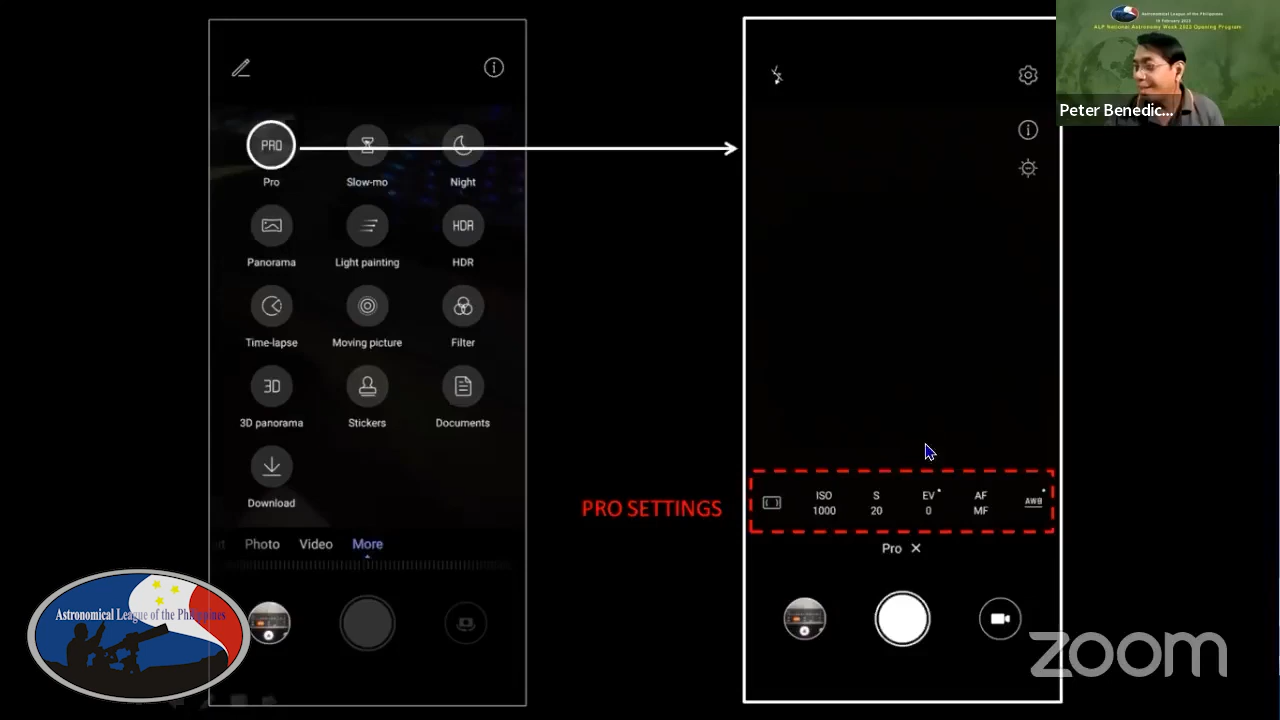 Astronomical League of the Philippines
ALP National Astronomy Week 2023 Opening Program
Peter Benedic...
PRO
Pro
Slow-mo
Night
Panorama
Light painting
HDR
HDR
Time-lapse
Moving picture
Filter
3D
3D panorama
Stickers
Documents
Download
Photo
Video
More
PRO SETTINGS
ISO
1000
S
20
EV
0
AF
MF
AWB
Pro ×
Astronomical League of the Philippines
zoom